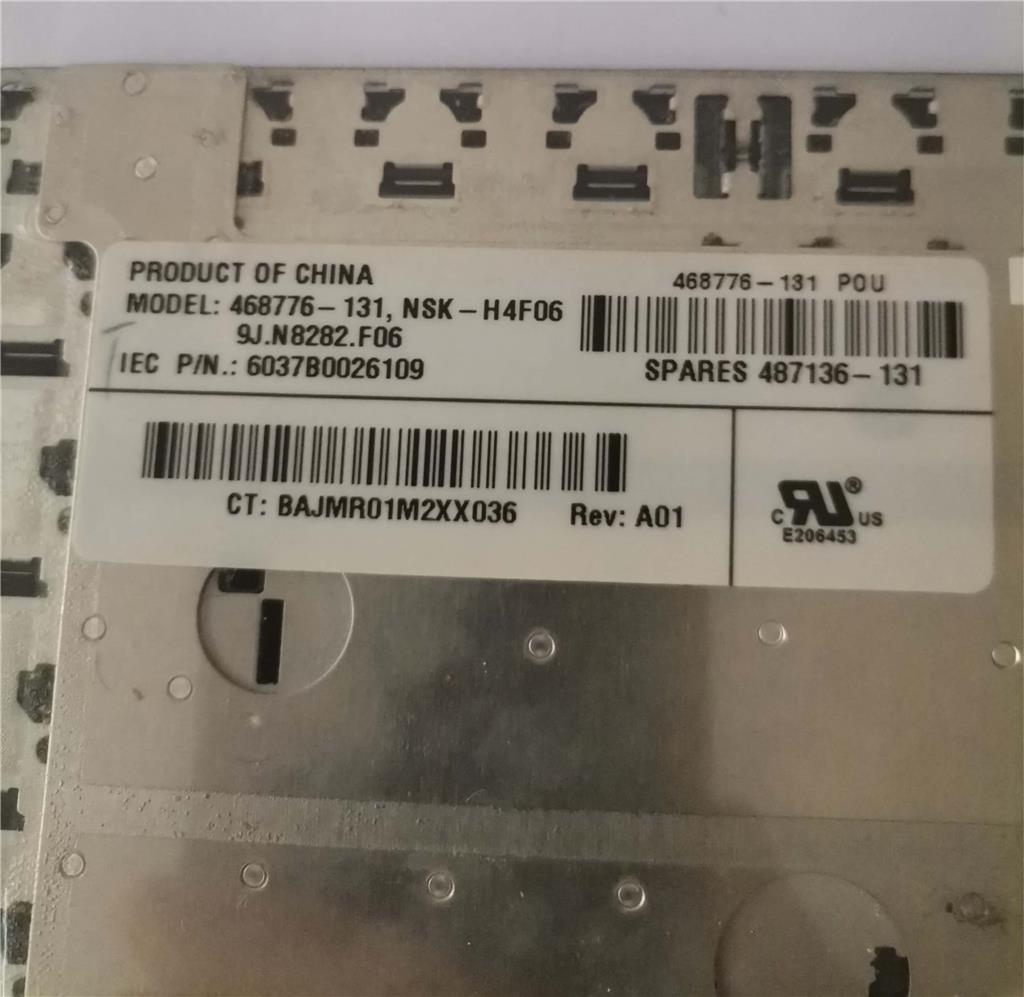 PRODUCT OF CHINA
MODEL: 468776-131, NSK-H4F06
9J.N8282.F06
IEC P/N.: 6037B0026109
468776-131 POU
SPARES 487136-131
CT: BAJMR01M2XX036 Rev: A01
C RU ® US
E206453